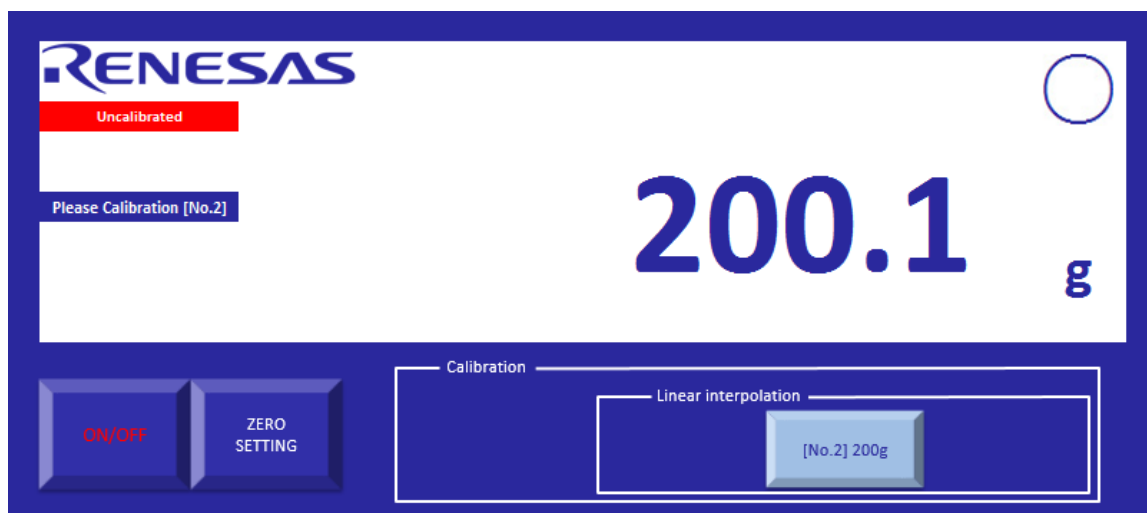 RENESAS
Uncalibrated
Please Calibration [No.2]
200.1
g
ON/OFF
ZERO
SETTING
Calibration
Linear interpolation
[No.2] 200g